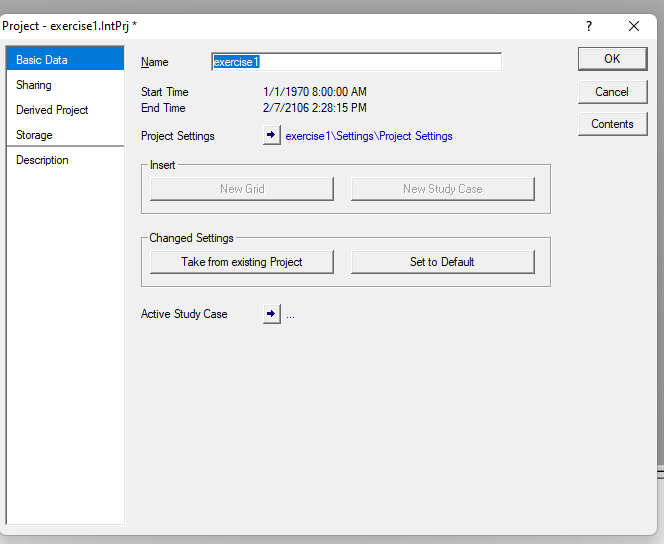 Project - exercise1.IntPrj *
?
Basic Data
Sharing
Derived Project
Storage
Description
Name exercise1
Start Time 1/1/1970 8:00:00 AM
End Time 2/7/2106 2:28:15 PM
Project Settings exercise1\Settings\Project Settings
Insert
New Grid New Study Case
Changed Settings
Take from existing Project Set to Default
Active Study Case ...
OK
Cancel
Contents